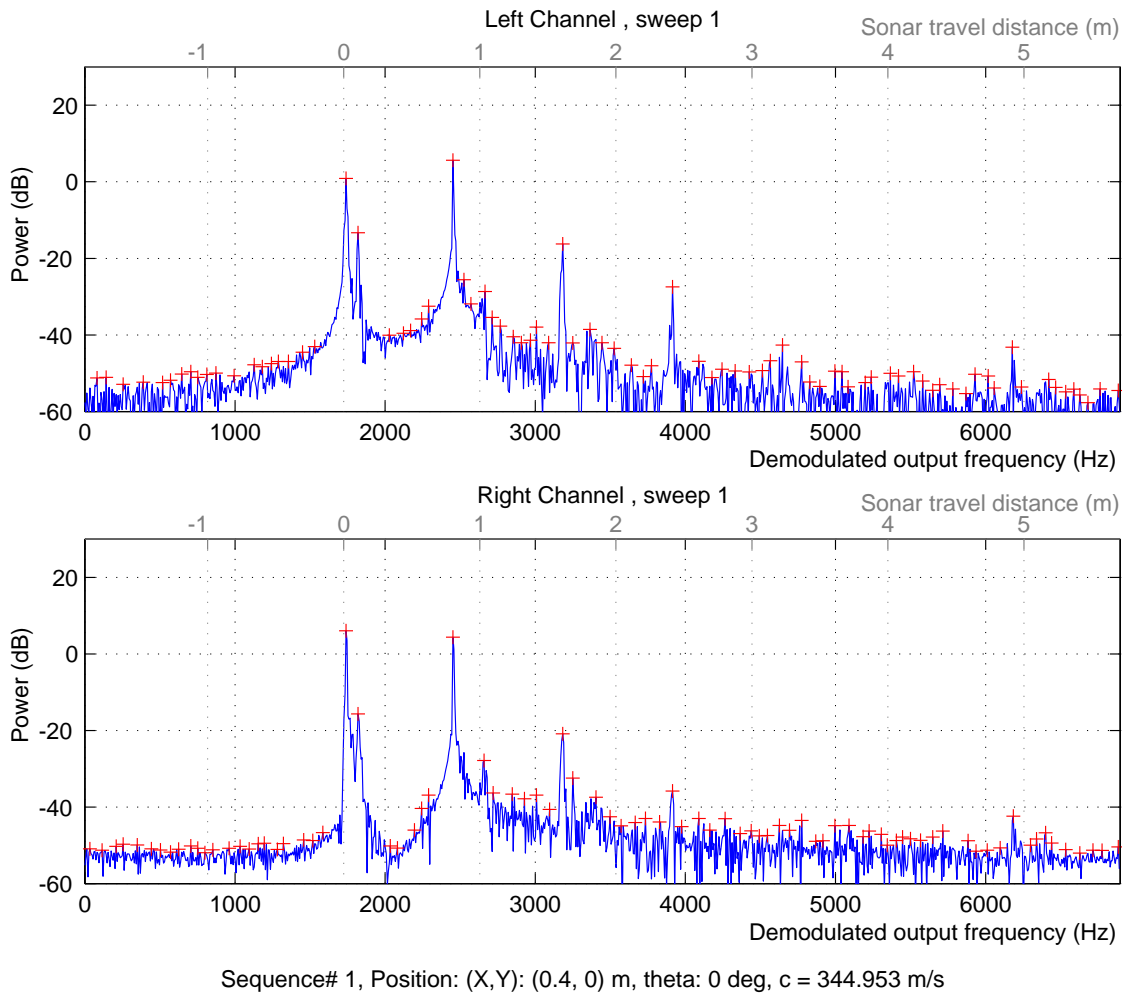 Left Channel , sweep 1
Sonar travel distance (m)
-1 0 1 2 3 4 5
20
0
-20
-40
-60
Power (dB)
0 1000 2000 3000 4000 5000 6000
Demodulated output frequency (Hz)
Right Channel , sweep 1
Sonar travel distance (m)
-1 0 1 2 3 4 5
20
0
-20
-40
-60
Power (dB)
0 1000 2000 3000 4000 5000 6000
Demodulated output frequency (Hz)
Sequence# 1, Position: (X,Y): (0.4, 0) m, theta: 0 deg, c = 344.953 m/s